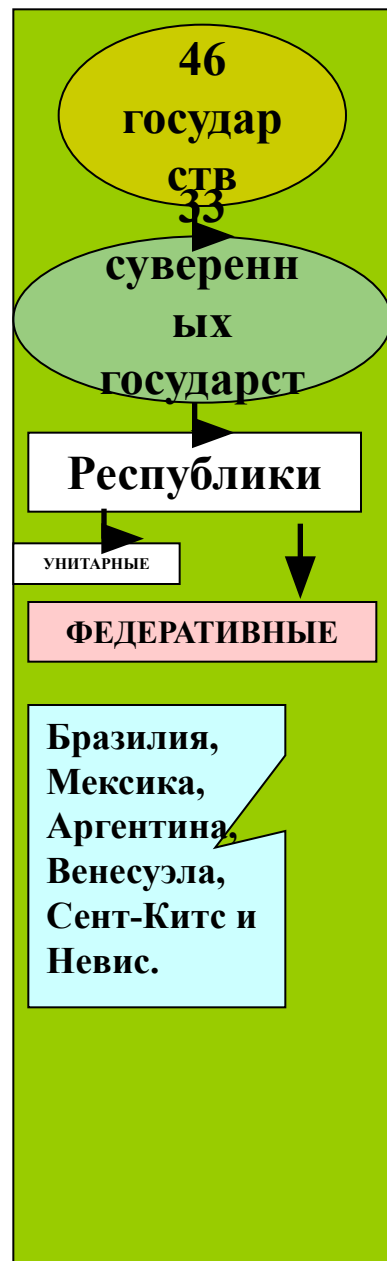 46
государ
ств
33
суверенн
ых
государст
Республики
УНИТАРНЫЕ
ФЕДЕРАТИВНЫЕ
Бразилия,
Мексика,
Аргентина,
Венесуэла,
Сент-Китс и
Невис.